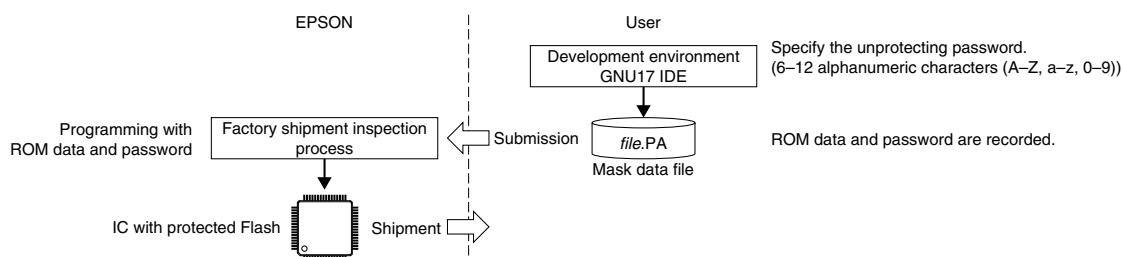 EPSON
User
Development environment
GNU17 IDE
Specify the unprotecting password.
(6–12 alphanumeric characters (A–Z, a–z, 0–9))
Programming with
ROM data and password
Factory shipment inspection
process
Submission
file.PA
Mask data file
ROM data and password are recorded.
IC with protected Flash
Shipment